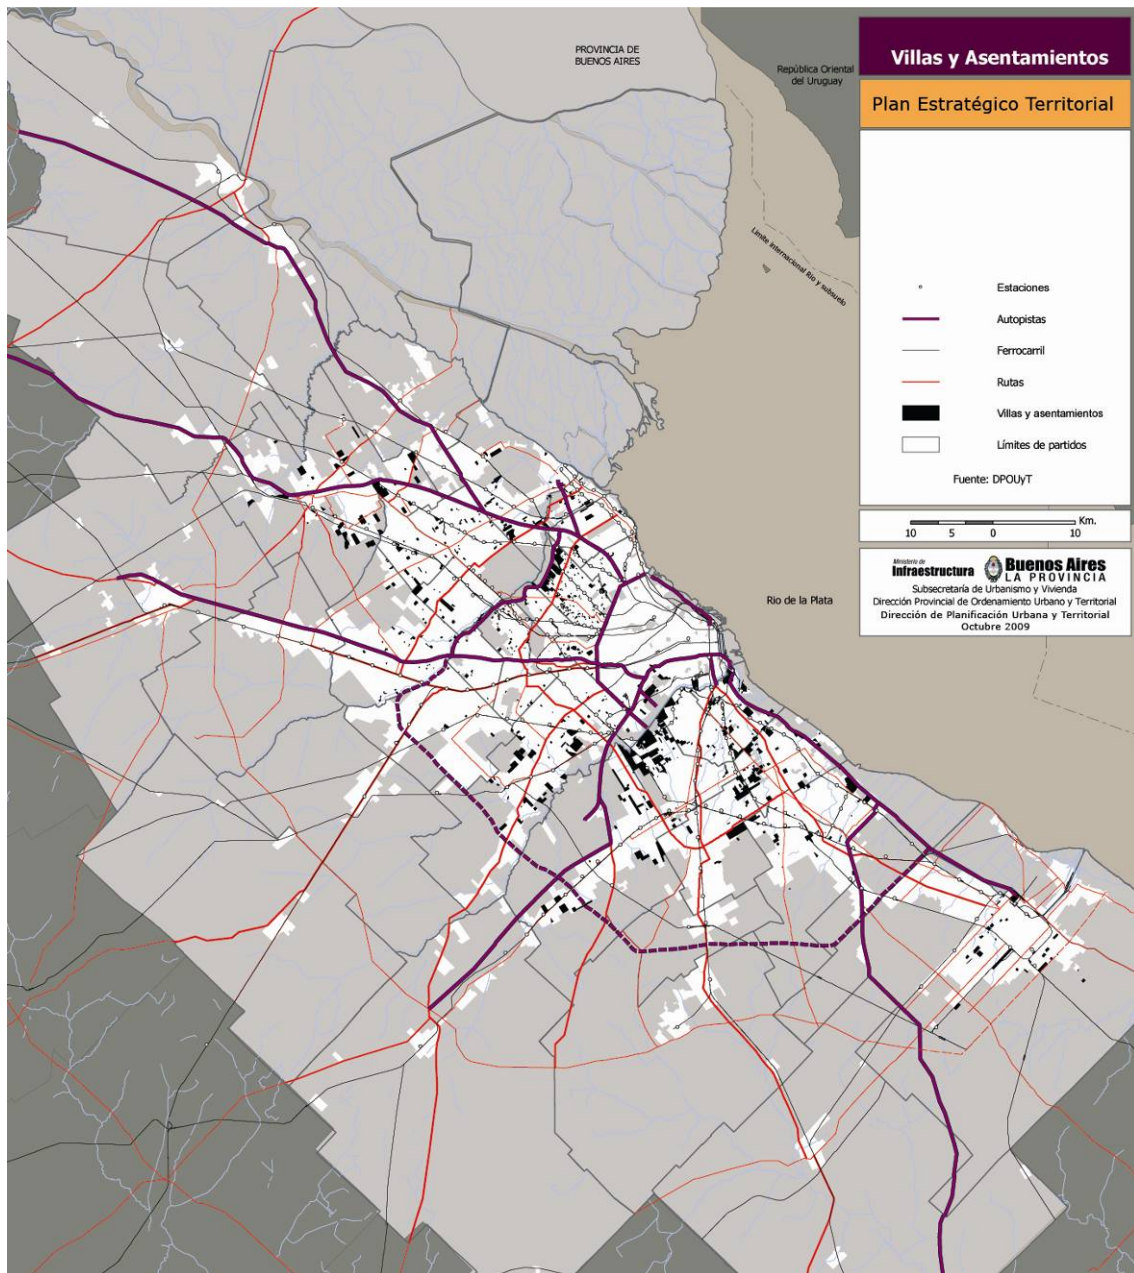 PROVINCIA DE
BUENOS AIRES
República Oriental
del Uruguay
Límite internacional Río y subsuelo
Río de la Plata
Villas y Asentamientos
Plan Estratégico Territorial
Estaciones
Autopistas
Ferrocarril
Rutas
Villas y asentamientos
Límites de partidos
Fuente: DPOUyT
10 5 0 10 Km.
Ministerio de
Infraestructura
Buenos Aires
LA PROVINCIA
Subsecretaría de Urbanismo y Vivienda
Dirección Provincial de Ordenamiento Urbano y Territorial
Dirección de Planificación Urbana y Territorial
Octubre 2009